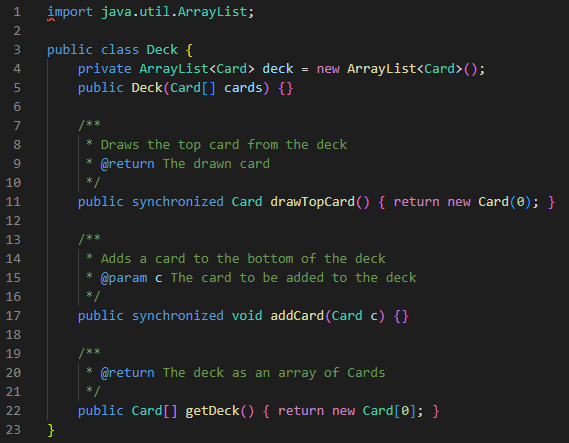 1 import java.util.ArrayList;
2
3 public class Deck {
4     private ArrayList<Card> deck = new ArrayList<Card>();
5     public Deck(Card[] cards) {}
6
7     /**
8      * Draws the top card from the deck
9      * @return The drawn card
10      */
11     public synchronized Card drawTopCard() { return new Card(0); }
12
13     /**
14      * Adds a card to the bottom of the deck
15      * @param c The card to be added to the deck
16      */
17     public synchronized void addCard(Card c) {}
18
19     /**
20      * @return The deck as an array of Cards
21      */
22     public Card[] getDeck() { return new Card[0]; }
23 }